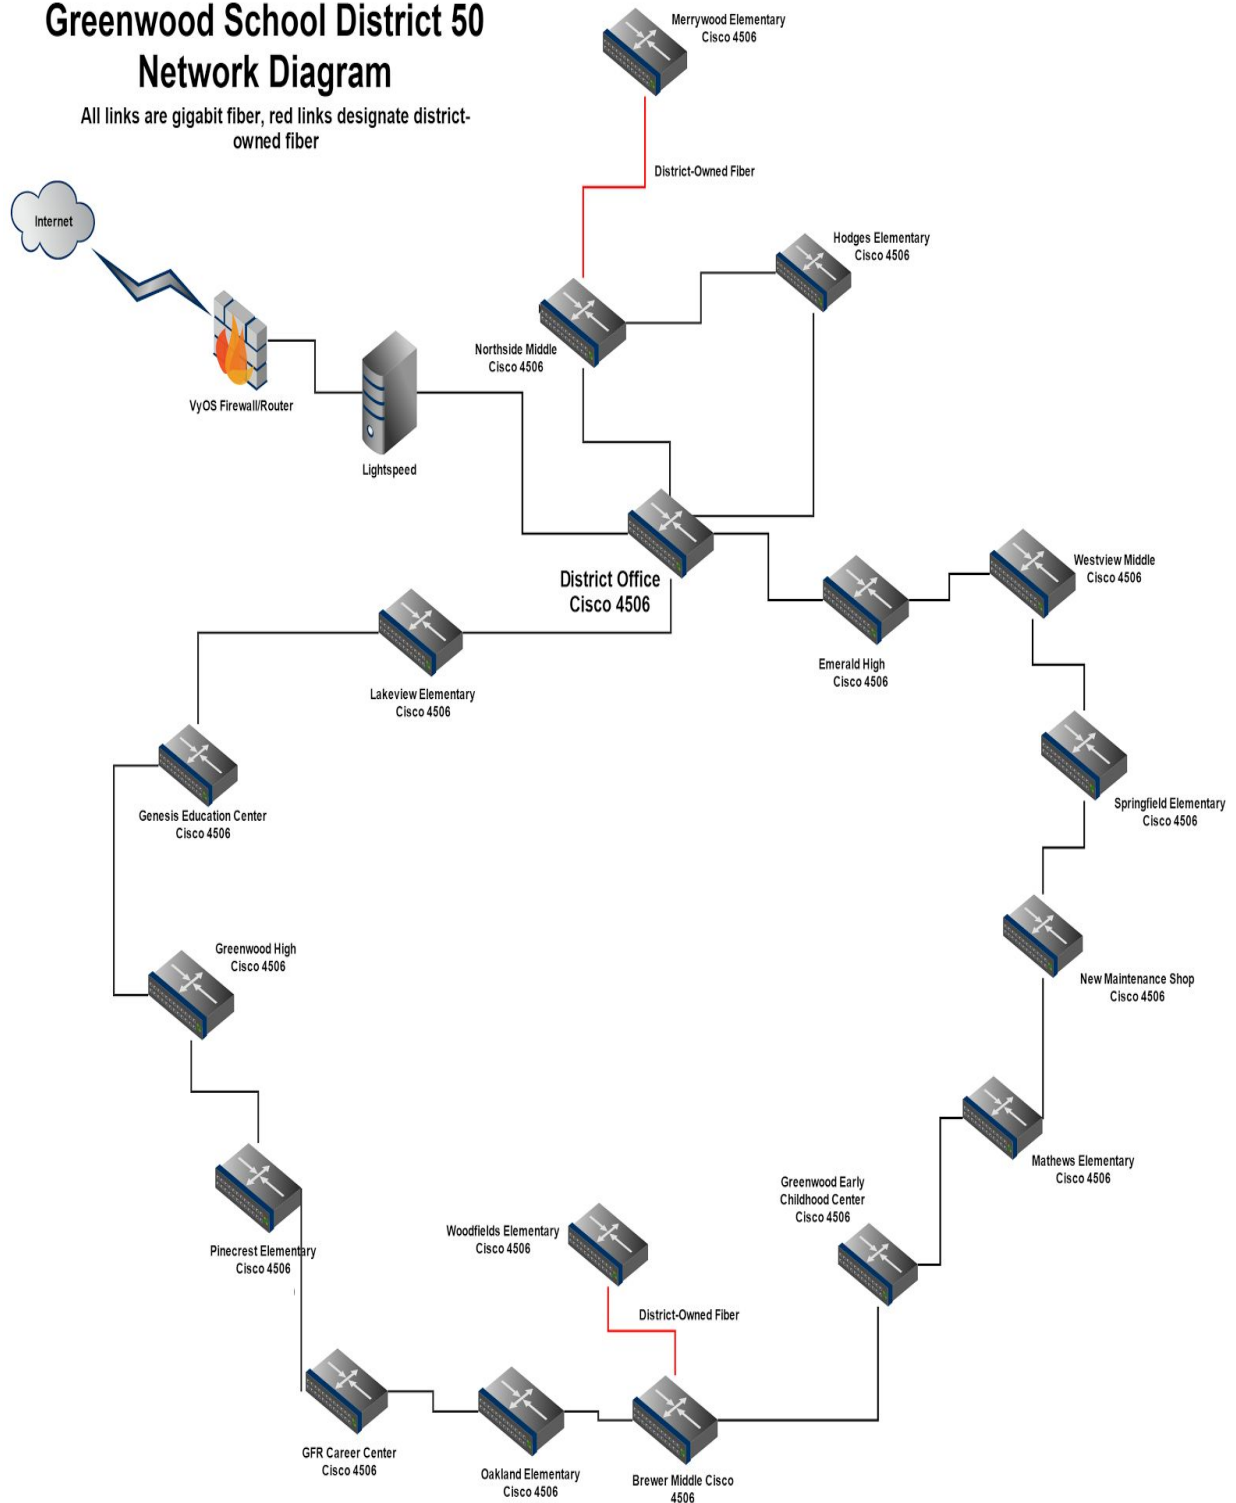 Greenwood School District 50
Network Diagram
All links are gigabit fiber, red links designate district-
owned fiber
Merrywood Elementary
Cisco 4506
District-Owned Fiber
Internet
Hodges Elementary
Cisco 4506
Northside Middle
Cisco 4506
VyOS Firewall/Router
Lightspeed
District Office
Cisco 4506
Westview Middle
Cisco 4506
Emerald High
Cisco 4506
Lakeview Elementary
Cisco 4506
Genesis Education Center
Cisco 4506
Springfield Elementary
Cisco 4506
Greenwood High
Cisco 4506
New Maintenance Shop
Cisco 4506
Mathews Elementary
Cisco 4506
Greenwood Early
Childhood Center
Cisco 4506
Pinecrest Elementary
Cisco 4506
Woodfields Elementary
Cisco 4506
District-Owned Fiber
GFR Career Center
Cisco 4506
Oakland Elementary
Cisco 4506
Brewer Middle Cisco
4506